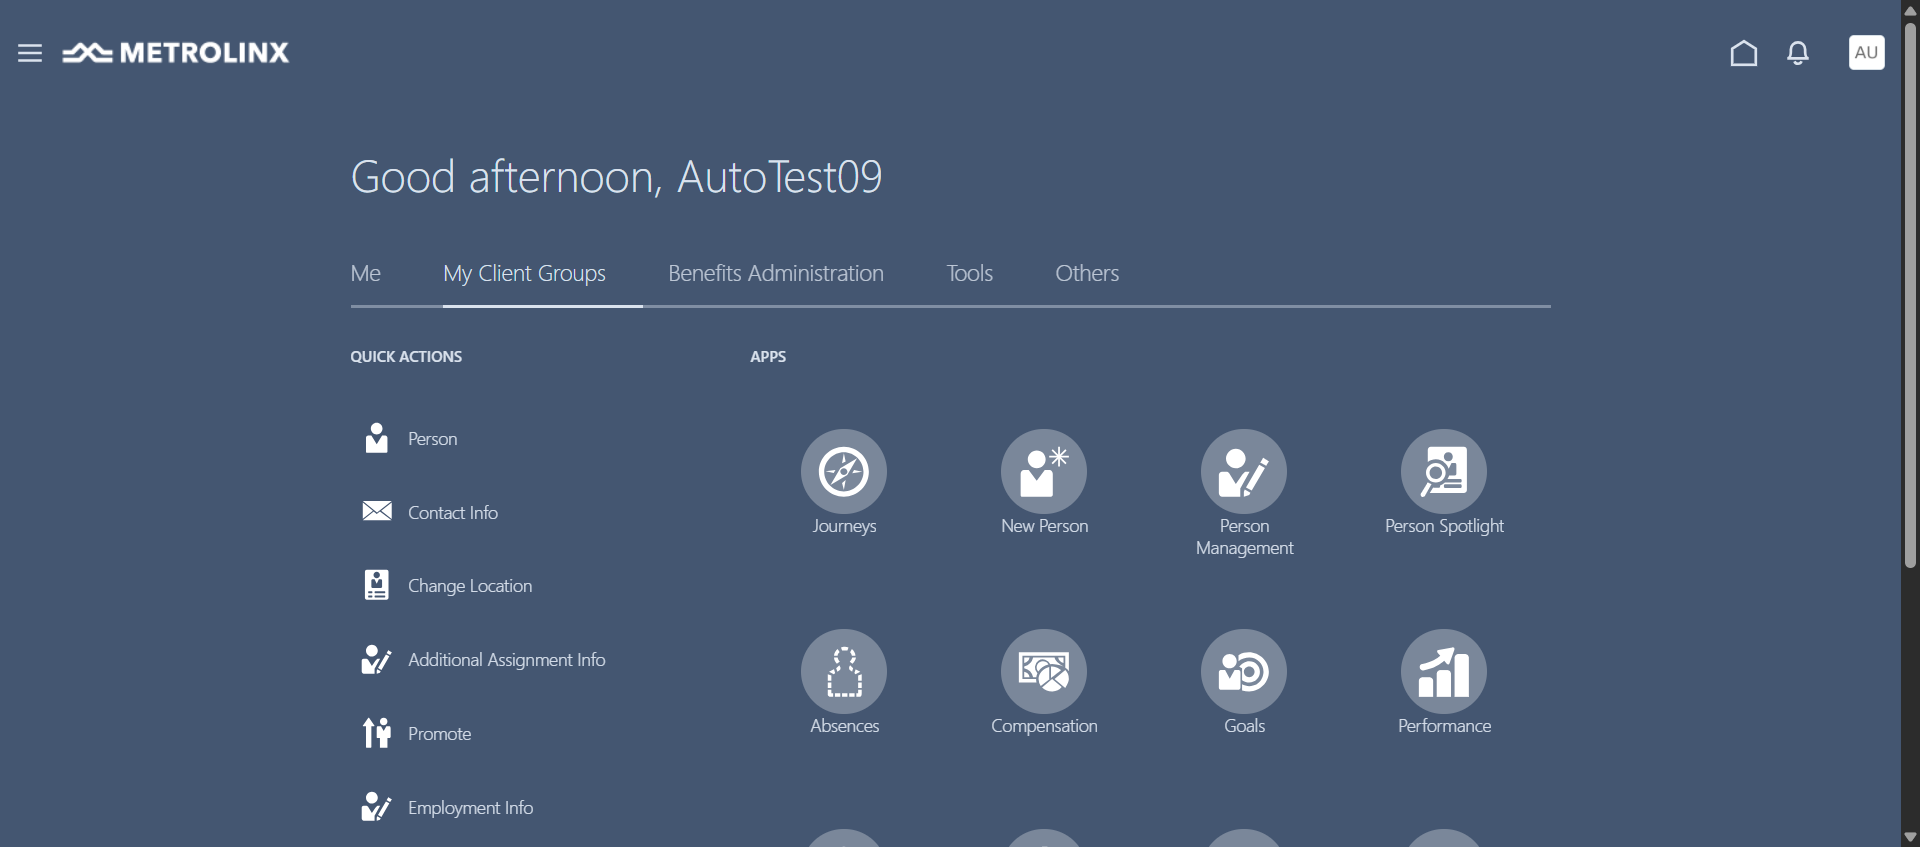 METROLINX
AU
Good afternoon, AutoTest09
Me
My Client Groups
Benefits Administration
Tools
Others
QUICK ACTIONS
Person
Contact Info
Change Location
Additional Assignment Info
Promote
Employment Info
APPS
Journeys
New Person
Person
Management
Person Spotlight
Absences
Compensation
Goals
Performance